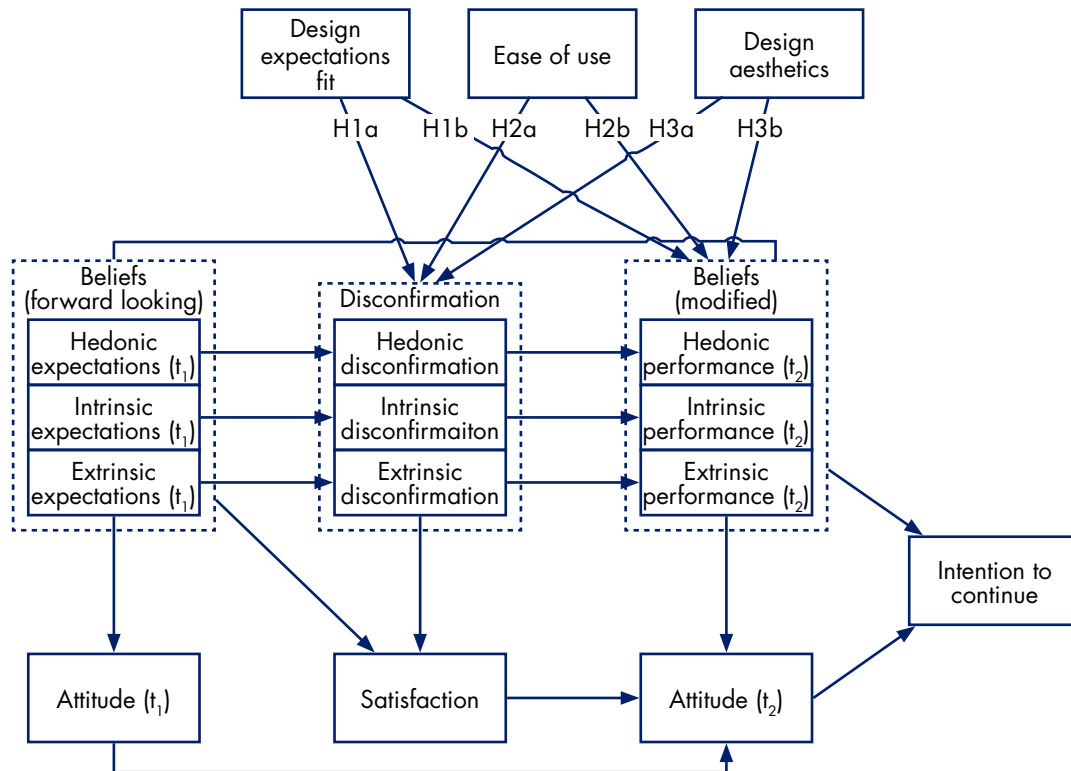 Design
expectations
fit
Ease of use
Design
aesthetics
H1a
H1b
H2a
H2b
H3a
H3b
Beliefs
(forward looking)
Hedonic
expectations (t₁)
Intrinsic
expectations (t₁)
Extrinsic
expectations (t₁)
Disconfirmation
Hedonic
disconfirmation
Intrinsic
disconfirmaiton
Extrinsic
disconfirmation
Beliefs
(modified)
Hedonic
performance (t₂)
Intrinsic
performance (t₂)
Extrinsic
performance (t₂)
Intention to
continue
Attitude (t₁)
Satisfaction
Attitude (t₂)